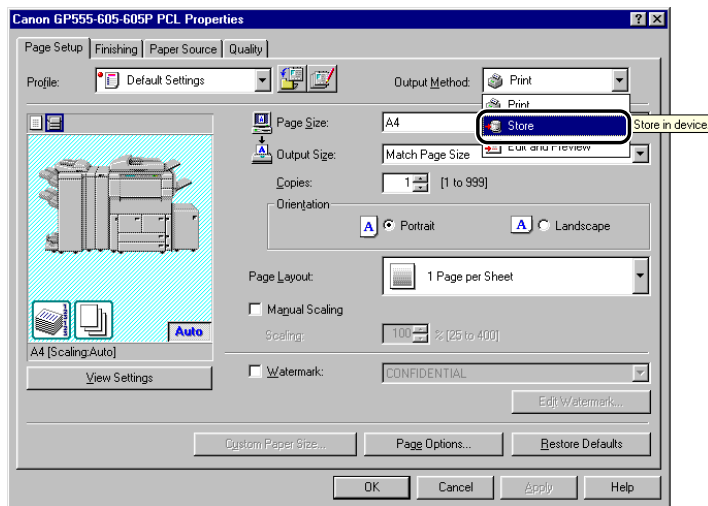 Canon GP555-605-605P PCL Properties
Page Setup Finishing Paper Source Quality
Profile: Default Settings Output Method: Print
Print
Store Store in device
Edit and Preview
Page Size: A4
Output Size: Match Page Size
Copies: 1 [1 to 999]
Orientation
A Portrait A Landscape
Page Layout: 1 Page per Sheet
Manual Scaling
Auto
Scaling: 100 % [25 to 400]
A4 [Scaling:Auto]
View Settings
Watermark: CONFIDENTIAL
Edit Watermark...
Custom Paper Size... Page Options... Restore Defaults
OK Cancel Apply Help